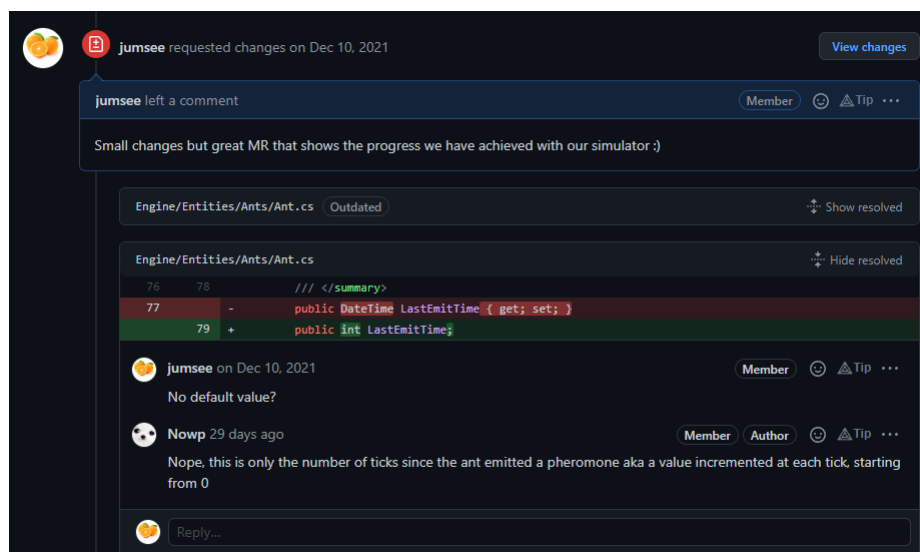 jumsee requested changes on Dec 10, 2021
View changes
jumsee left a comment
Member
Tip
Small changes but great MR that shows the progress we have achieved with our simulator :)
Engine/Entities/Ants/Ant.cs Outdated
Show resolved
Engine/Entities/Ants/Ant.cs
Hide resolved
76 78 /// </summary>
77 - public DateTime LastEmitTime { get; set; }
79 + public int LastEmitTime;
jumsee on Dec 10, 2021
Member
Tip
No default value?
Nowp 29 days ago
Member Author
Tip
Nope, this is only the number of ticks since the ant emitted a pheromone aka a value incremented at each tick, starting
from 0
Reply...